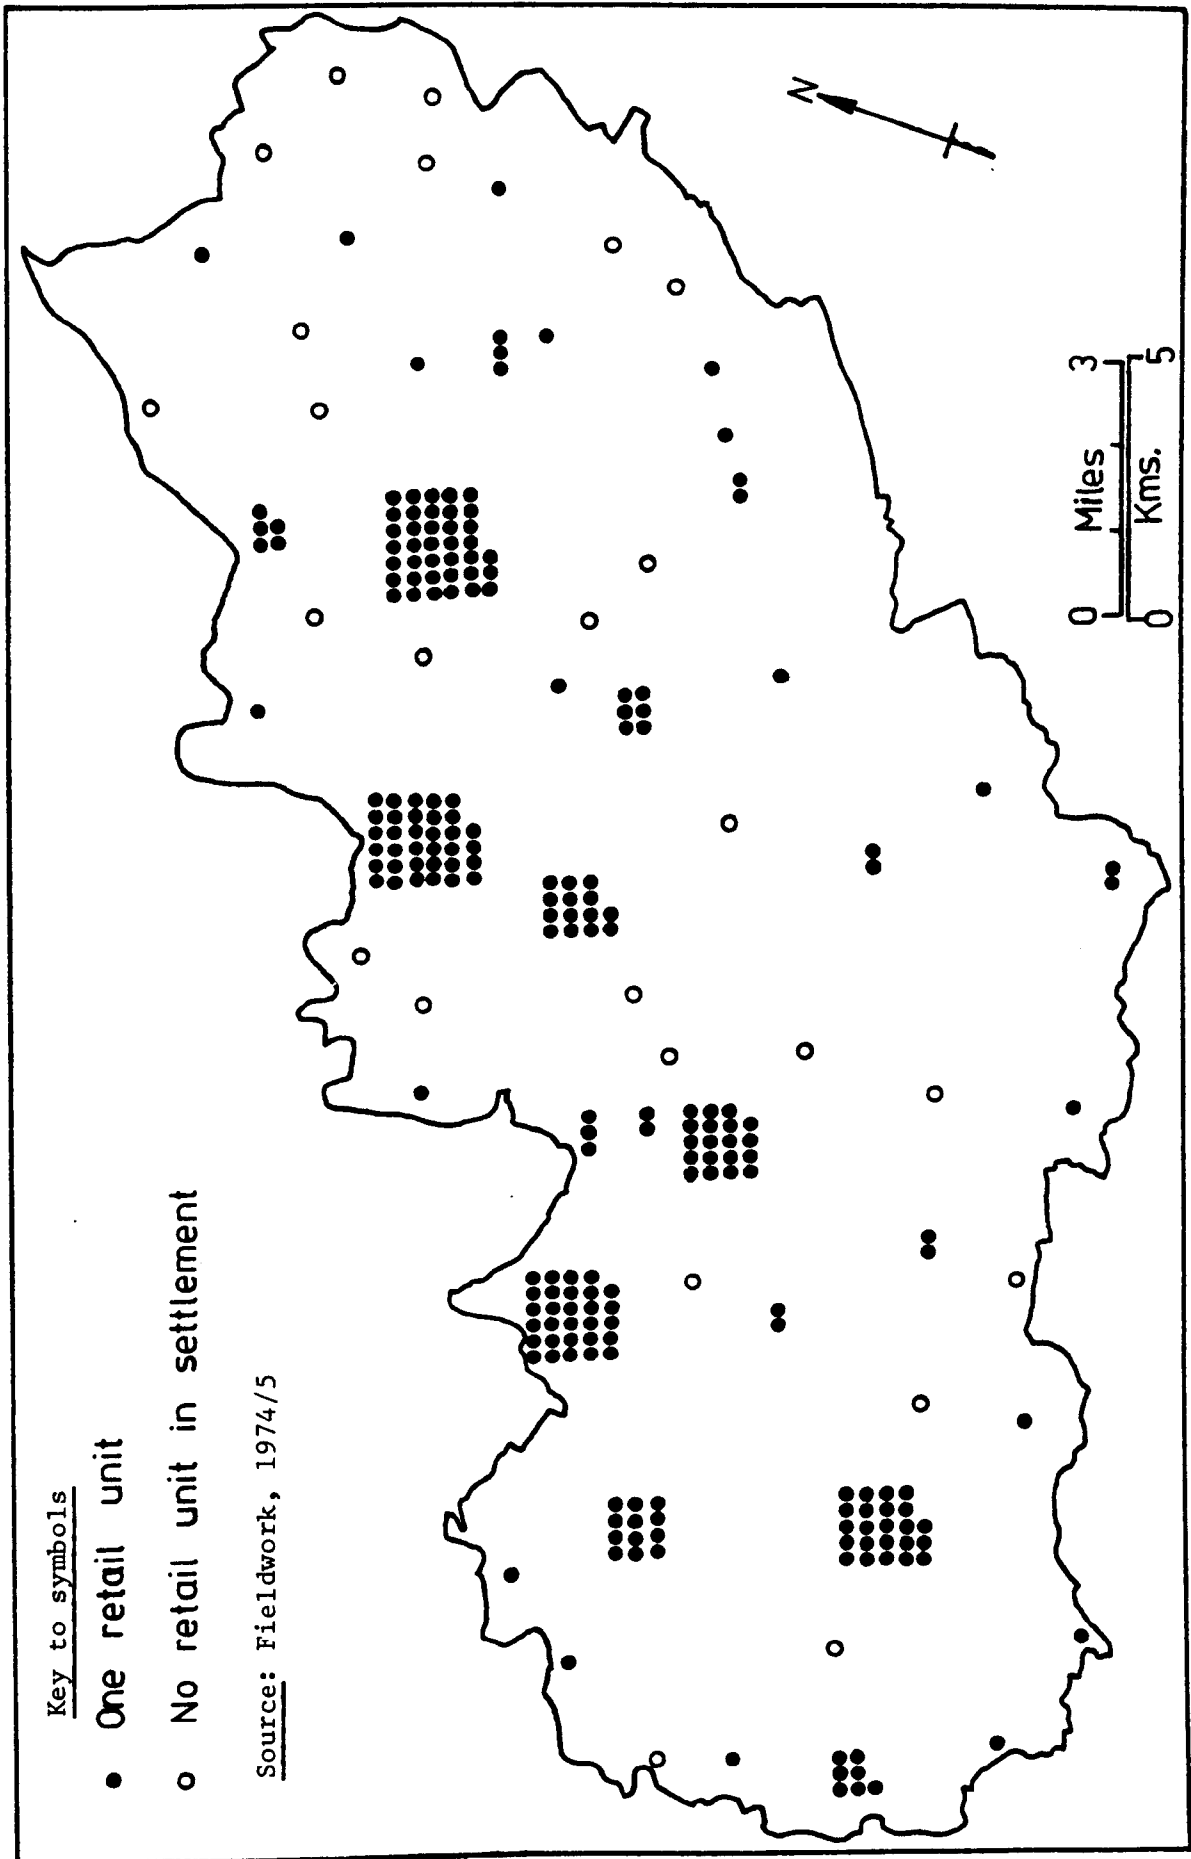 Key to symbols
One retail unit
No retail unit in settlement
Source: Fieldwork, 1974/5
N
0 Miles 3
0 Kms. 5